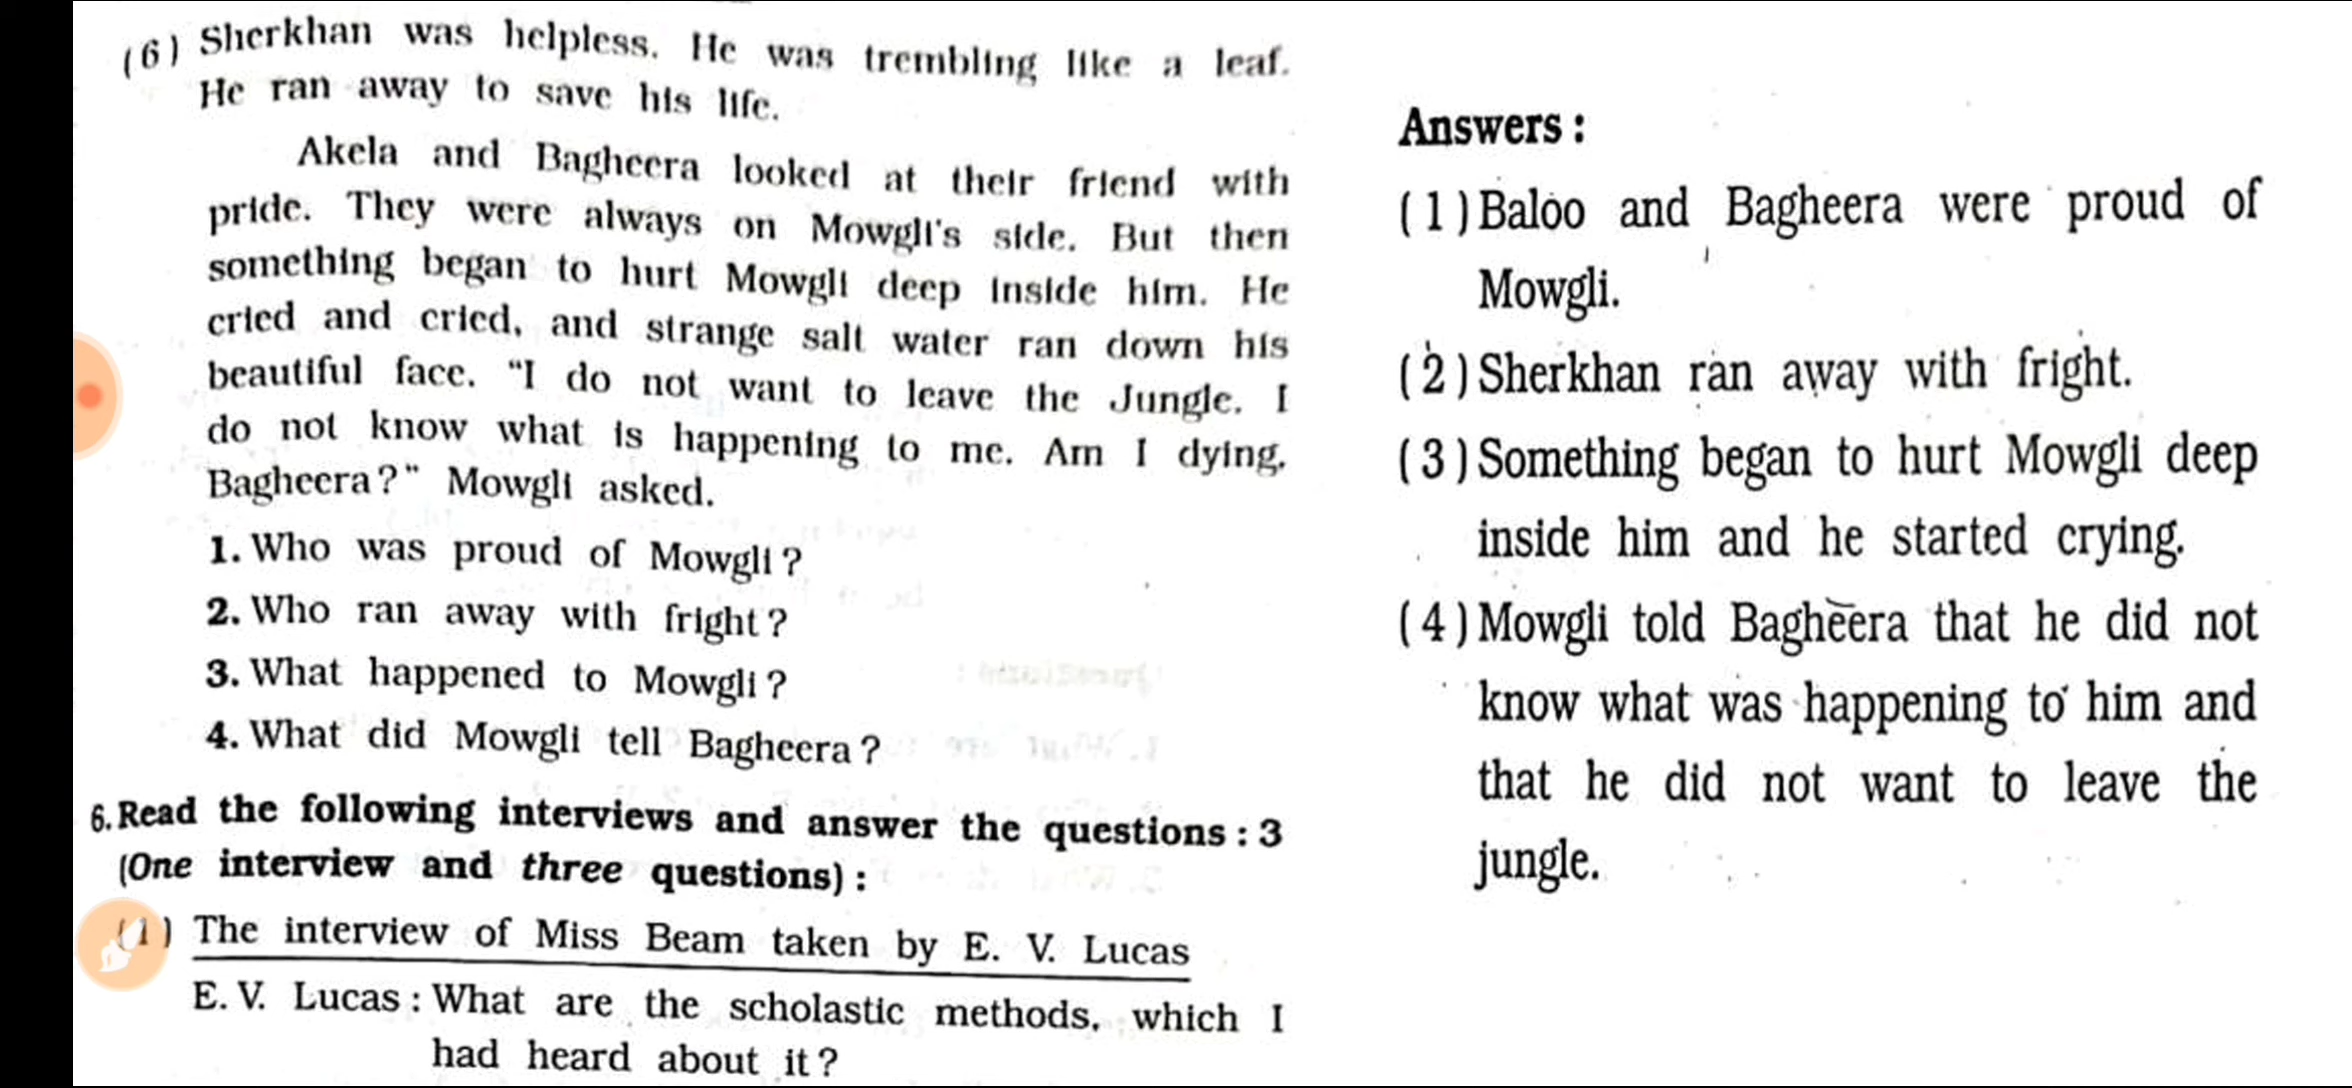 (6) Sherkhan was helpless. He was trembling like a leaf.
He ran away to save his life.
Akela and Bagheera looked at their friend with
pride. They were always on Mowgli's side. But then
something began to hurt Mowgli deep inside him. He
cried and cried, and strange salt water ran down his
beautiful face. "I do not want to leave the Jungle. I
do not know what is happening to me. Am I dying,
Bagheera?" Mowgli asked.
1. Who was proud of Mowgli?
2. Who ran away with fright?
3. What happened to Mowgli?
4. What did Mowgli tell Bagheera?
6. Read the following interviews and answer the questions : 3
(One interview and three questions) :
(1) The interview of Miss Beam taken by E. V. Lucas
E. V. Lucas : What are the scholastic methods, which I
had heard about it?
Answers :
(1) Baloo and Bagheera were proud of
Mowgli.
(2) Sherkhan ran away with fright.
(3) Something began to hurt Mowgli deep
inside him and he started crying.
(4) Mowgli told Bagheera that he did not
know what was happening to him and
that he did not want to leave the
jungle.